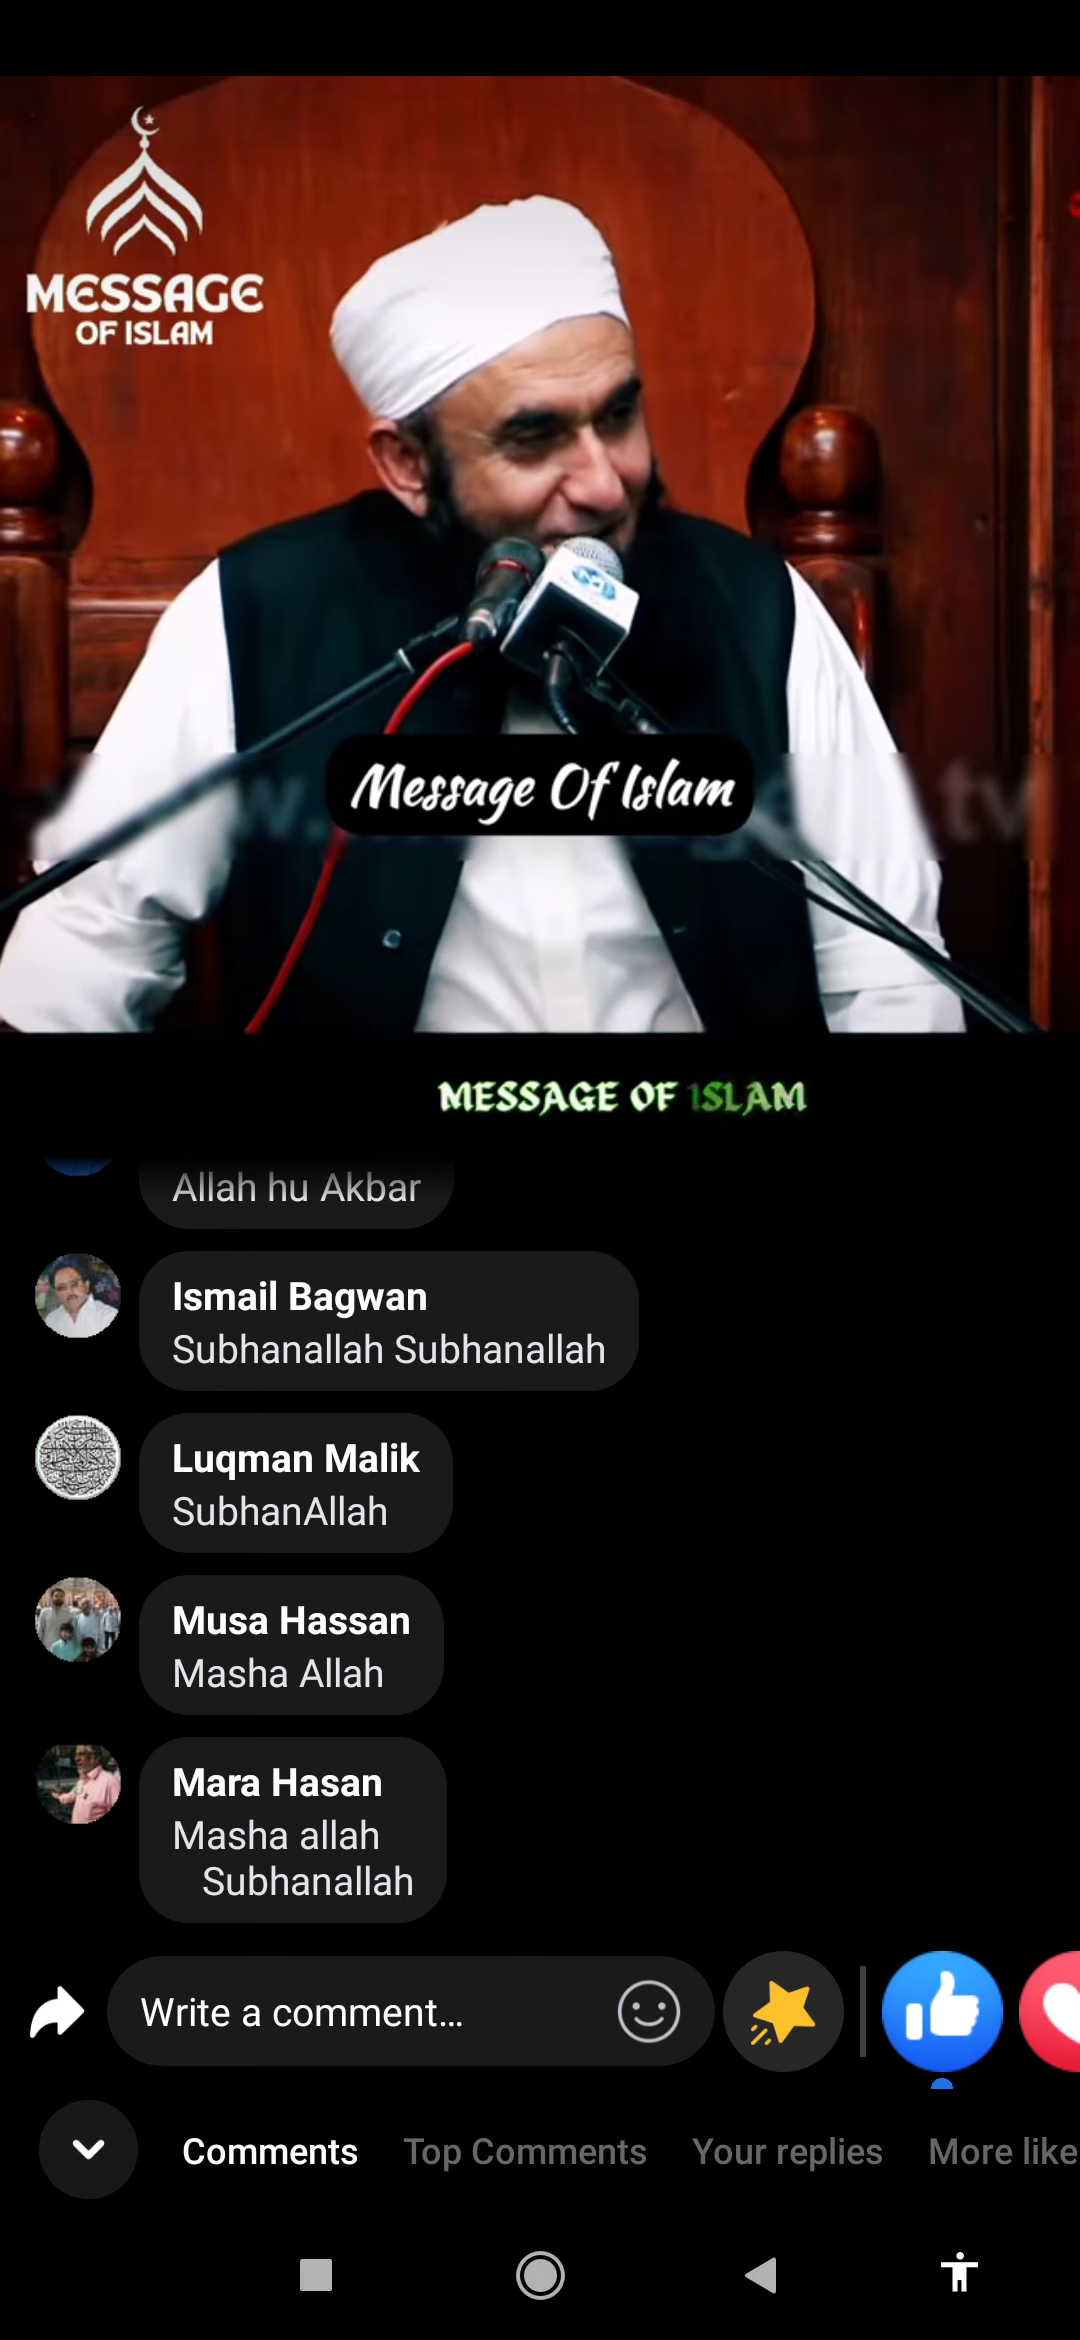 MESSAGE
OF ISLAM
Message Of Islam
MESSAGE OF ISLAM
Allah hu Akbar
Ismail Bagwan
Subhanallah Subhanallah
Luqman Malik
SubhanAllah
Musa Hassan
Masha Allah
Mara Hasan
Masha allah
Subhanallah
Write a comment...
Comments Top Comments Your replies More like